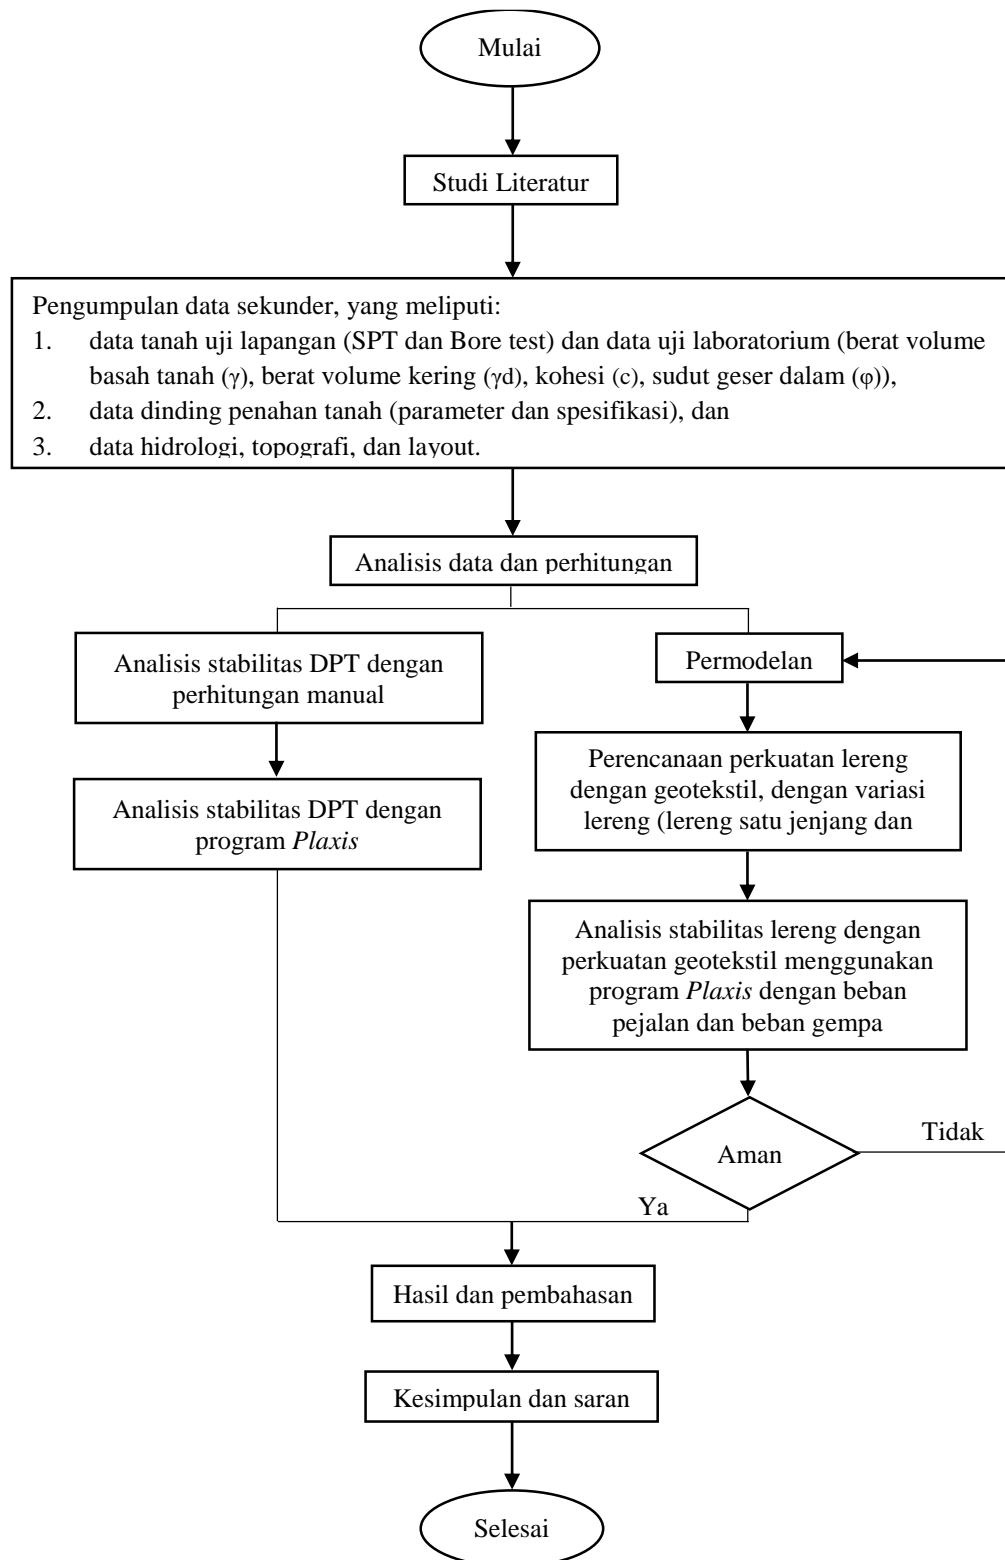 Mulai
Studi Literatur
Pengumpulan data sekunder, yang meliputi:
1. data tanah uji lapangan (SPT dan Bore test) dan data uji laboratorium (berat volume
basah tanah (γ), berat volume kering (γd), kohesi (c), sudut geser dalam (φ)),
2. data dinding penahan tanah (parameter dan spesifikasi), dan
3. data hidrologi, topografi, dan layout.
Analisis data dan perhitungan
Analisis stabilitas DPT dengan
perhitungan manual
Analisis stabilitas DPT dengan
program Plaxis
Permodelan
Perencanaan perkuatan lereng
dengan geotekstil, dengan variasi
lereng (lereng satu jenjang dan
Analisis stabilitas lereng dengan
perkuatan geotekstil menggunakan
program Plaxis dengan beban
pejalan dan beban gempa
Aman
Tidak
Ya
Hasil dan pembahasan
Kesimpulan dan saran
Selesai